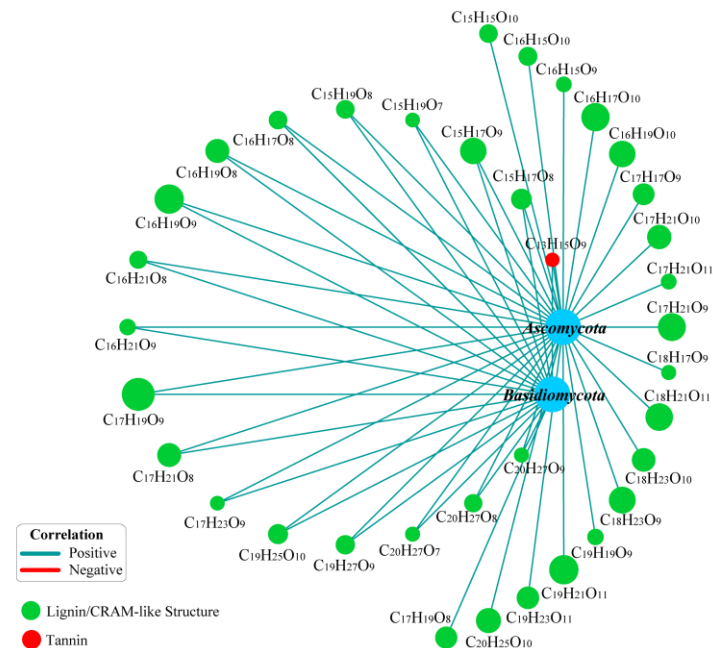 C₁₅H₁₅O₁₀
C₁₆H₁₅O₁₀
C₁₆H₁₅O₉
C₁₆H₁₇O₁₀
C₁₅H₁₉O₈
C₁₅H₁₉O₇
C₁₆H₁₇O₈
C₁₅H₁₇O₉
C₁₆H₁₉O₁₀
C₁₆H₁₉O₈
C₁₅H₁₇O₈
C₁₇H₁₇O₉
C₁₆H₁₉O₉
C₁₇H₂₁O₁₀
C₁₃H₁₅O₉
C₁₆H₂₁O₈
C₁₇H₂₁O₁₁
C₁₇H₂₁O₉
Ascomycota
C₁₆H₂₁O₉
C₁₈H₁₇O₉
Basidiomycota
C₁₈H₂₁O₁₁
C₁₇H₁₉O₉
C₂₀H₂₇O₉
C₁₇H₂₁O₈
C₁₈H₂₃O₁₀
C₁₇H₂₃O₉
C₂₀H₂₇O₈
C₁₈H₂₃O₉
C₁₉H₂₅O₁₀
C₁₉H₂₇O₉
C₂₀H₂₇O₇
C₁₉H₁₉O₉
C₁₉H₂₁O₁₁
C₁₇H₁₉O₈
C₂₀H₂₅O₁₀
C₁₉H₂₃O₁₁
Correlation
Positive
Negative
Lignin/CRAM-like Structure
Tannin